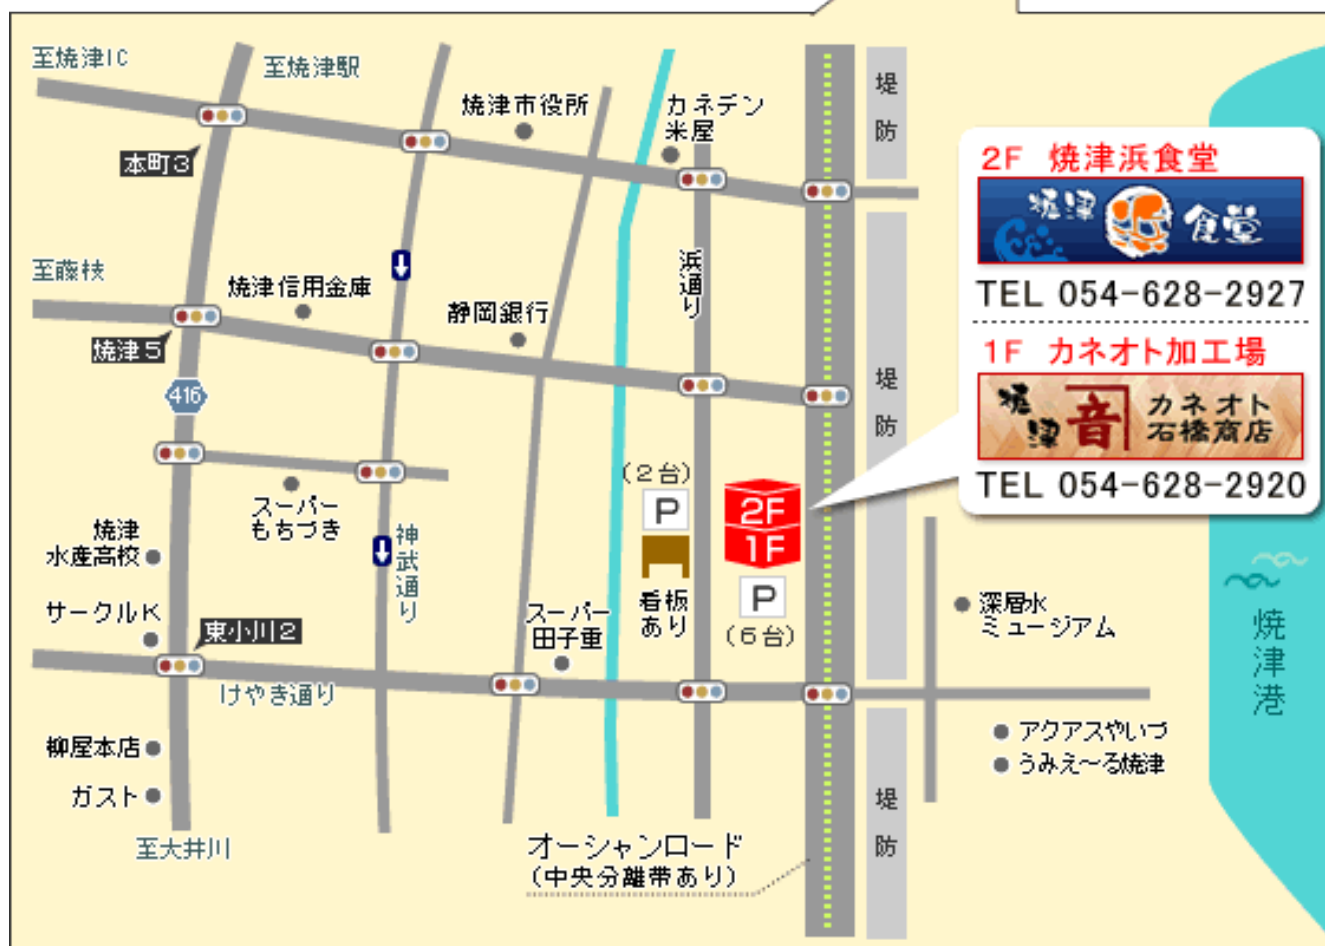 至焼津IC
至焼津駅
焼津市役所
カネデン
米屋
堤
防
本町3
2F 焼津浜食堂
焼津 浜 食堂
TEL 054-628-2927
1F カネオト加工場
焼津 音 カネオト
石橋商店
TEL 054-628-2920
至藤枝
焼津信用金庫
静岡銀行
浜通り
焼津5
416
堤
防
(2台)
P
2F
1F
P
(6台)
看板
あり
スーパー
もちづき
焼津
水産高校
神武通り
サークルK
東小川2
スーパー
田子重
深層水
ミュージアム
焼津港
けやき通り
柳屋本店
アクアスやいづ
うみえ〜る焼津
ガスト
至大井川
オーシャンロード
(中央分離帯あり)
堤
防